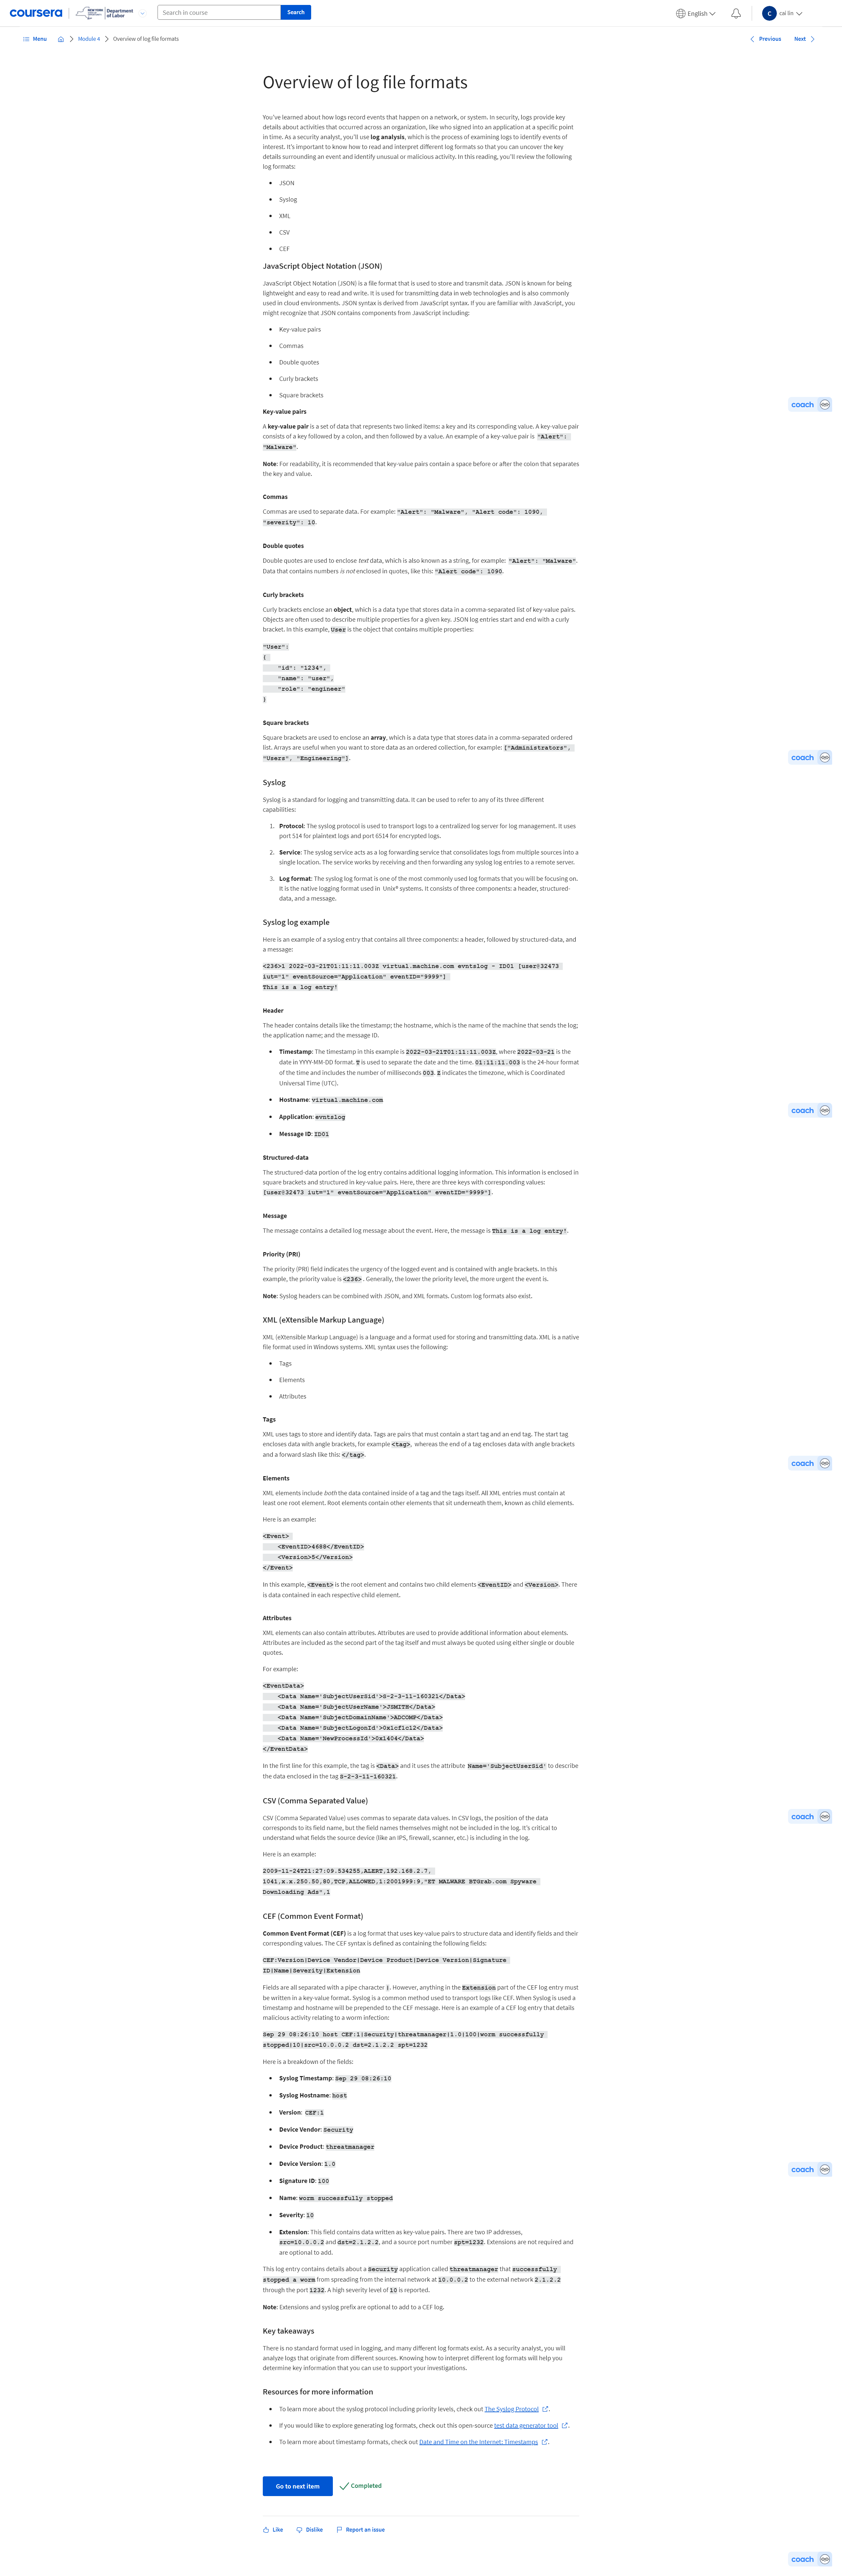 coursera
NEW YORK
Department
of Labor
Search in course
Search
English
C
cai lin
Menu
Module 4
Overview of log file formats
Previous
Next
Overview of log file formats
You've learned about how logs record events that happen on a network, or system. In security, logs provide key
details about activities that occurred across an organization, like who signed into an application at a specific point
in time. As a security analyst, you'll use log analysis, which is the process of examining logs to identify events of
interest. It's important to know how to read and interpret different log formats so that you can uncover the key
details surrounding an event and identify unusual or malicious activity. In this reading, you'll review the following
log formats:
JSON
Syslog
XML
CSV
CEF
JavaScript Object Notation (JSON)
JavaScript Object Notation (JSON) is a file format that is used to store and transmit data. JSON is known for being
lightweight and easy to read and write. It is used for transmitting data in web technologies and is also commonly
used in cloud environments. JSON syntax is derived from JavaScript syntax. If you are familiar with JavaScript, you
might recognize that JSON contains components from JavaScript including:
Key-value pairs
Commas
Double quotes
Curly brackets
Square brackets
coach
Key-value pairs
A key-value pair is a set of data that represents two linked items: a key and its corresponding value. A key-value pair
consists of a key followed by a colon, and then followed by a value. An example of a key-value pair is "Alert":
"Malware".
Note: For readability, it is recommended that key-value pairs contain a space before or after the colon that separates
the key and value.
Commas
Commas are used to separate data. For example: "Alert": "Malware", "Alert code": 1090,
"severity": 10.
Double quotes
Double quotes are used to enclose text data, which is also known as a string, for example: "Alert": "Malware".
Data that contains numbers is not enclosed in quotes, like this: "Alert code": 1090.
Curly brackets
Curly brackets enclose an object, which is a data type that stores data in a comma-separated list of key-value pairs.
Objects are often used to describe multiple properties for a given key. JSON log entries start and end with a curly
bracket. In this example, User is the object that contains multiple properties:
"User":
{
"id": "1234",
"name": "user",
"role": "engineer"
}
Square brackets
Square brackets are used to enclose an array, which is a data type that stores data in a comma-separated ordered
list. Arrays are useful when you want to store data as an ordered collection, for example: ["Administrators",
"Users", "Engineering"].
coach
Syslog
Syslog is a standard for logging and transmitting data. It can be used to refer to any of its three different
capabilities:
1. Protocol: The syslog protocol is used to transport logs to a centralized log server for log management. It uses
port 514 for plaintext logs and port 6514 for encrypted logs.
2. Service: The syslog service acts as a log forwarding service that consolidates logs from multiple sources into a
single location. The service works by receiving and then forwarding any syslog log entries to a remote server.
3. Log format: The syslog log format is one of the most commonly used log formats that you will be focusing on.
It is the native logging format used in Unix® systems. It consists of three components: a header, structured-
data, and a message.
Syslog log example
Here is an example of a syslog entry that contains all three components: a header, followed by structured-data, and
a message:
<236>1 2022-03-21T01:11:11.003Z virtual.machine.com evntslog - ID01 [user@32473
iut="1" eventSource="Application" eventID="9999"]
This is a log entry!
Header
The header contains details like the timestamp; the hostname, which is the name of the machine that sends the log;
the application name; and the message ID.
Timestamp: The timestamp in this example is 2022-03-21T01:11:11.003Z, where 2022-03-21 is the
date in YYYY-MM-DD format. T is used to separate the date and the time. 01:11:11.003 is the 24-hour format
of the time and includes the number of milliseconds 003. Z indicates the timezone, which is Coordinated
Universal Time (UTC).
Hostname: virtual.machine.com
coach
Application: evntslog
Message ID: ID01
Structured-data
The structured-data portion of the log entry contains additional logging information. This information is enclosed in
square brackets and structured in key-value pairs. Here, there are three keys with corresponding values:
[user@32473 iut="1" eventSource="Application" eventID="9999"].
Message
The message contains a detailed log message about the event. Here, the message is This is a log entry!.
Priority (PRI)
The priority (PRI) field indicates the urgency of the logged event and is contained with angle brackets. In this
example, the priority value is <236> . Generally, the lower the priority level, the more urgent the event is.
Note: Syslog headers can be combined with JSON, and XML formats. Custom log formats also exist.
XML (eXtensible Markup Language)
XML (eXtensible Markup Language) is a language and a format used for storing and transmitting data. XML is a native
file format used in Windows systems. XML syntax uses the following:
Tags
Elements
Attributes
Tags
XML uses tags to store and identify data. Tags are pairs that must contain a start tag and an end tag. The start tag
encloses data with angle brackets, for example <tag>, whereas the end of a tag encloses data with angle brackets
and a forward slash like this: </tag>.
coach
Elements
XML elements include both the data contained inside of a tag and the tags itself. All XML entries must contain at
least one root element. Root elements contain other elements that sit underneath them, known as child elements.
Here is an example:
<Event>
<EventID>4688</EventID>
<Version>5</Version>
</Event>
In this example, <Event> is the root element and contains two child elements <EventID> and <Version>. There
is data contained in each respective child element.
Attributes
XML elements can also contain attributes. Attributes are used to provide additional information about elements.
Attributes are included as the second part of the tag itself and must always be quoted using either single or double
quotes.
For example:
<EventData>
<Data Name='SubjectUserSid'>S-2-3-11-160321</Data>
<Data Name='SubjectUserName'>JSMITH</Data>
<Data Name='SubjectDomainName'>ADCOMP</Data>
<Data Name='SubjectLogonId'>0x1cf1c12</Data>
<Data Name='NewProcessId'>0x1404</Data>
</EventData>
In the first line for this example, the tag is <Data> and it uses the attribute Name='SubjectUserSid' to describe
the data enclosed in the tag S-2-3-11-160321.
CSV (Comma Separated Value)
CSV (Comma Separated Value) uses commas to separate data values. In CSV logs, the position of the data
coach
corresponds to its field name, but the field names themselves might not be included in the log. It's critical to
understand what fields the source device (like an IPS, firewall, scanner, etc.) is including in the log.
Here is an example:
2009-11-24T21:27:09.534255,ALERT,192.168.2.7,
1041,x.x.250.50,80,TCP,ALLOWED,1:2001999:9,"ET MALWARE BTGrab.com Spyware
Downloading Ads",1
CEF (Common Event Format)
Common Event Format (CEF) is a log format that uses key-value pairs to structure data and identify fields and their
corresponding values. The CEF syntax is defined as containing the following fields:
CEF:Version|Device Vendor|Device Product|Device Version|Signature
ID|Name|Severity|Extension
Fields are all separated with a pipe character |. However, anything in the Extension part of the CEF log entry must
be written in a key-value format. Syslog is a common method used to transport logs like CEF. When Syslog is used a
timestamp and hostname will be prepended to the CEF message. Here is an example of a CEF log entry that details
malicious activity relating to a worm infection:
Sep 29 08:26:10 host CEF:1|Security|threatmanager|1.0|100|worm successfully
stopped|10|src=10.0.0.2 dst=2.1.2.2 spt=1232
Here is a breakdown of the fields:
Syslog Timestamp: Sep 29 08:26:10
Syslog Hostname: host
Version: CEF:1
Device Vendor: Security
Device Product: threatmanager
Device Version: 1.0
coach
Signature ID: 100
Name: worm successfully stopped
Severity: 10
Extension: This field contains data written as key-value pairs. There are two IP addresses,
src=10.0.0.2 and dst=2.1.2.2, and a source port number spt=1232. Extensions are not required and
are optional to add.
This log entry contains details about a Security application called threatmanager that successfully
stopped a worm from spreading from the internal network at 10.0.0.2 to the external network 2.1.2.2
through the port 1232. A high severity level of 10 is reported.
Note: Extensions and syslog prefix are optional to add to a CEF log.
Key takeaways
There is no standard format used in logging, and many different log formats exist. As a security analyst, you will
analyze logs that originate from different sources. Knowing how to interpret different log formats will help you
determine key information that you can use to support your investigations.
Resources for more information
To learn more about the syslog protocol including priority levels, check out The Syslog Protocol.
If you would like to explore generating log formats, check out this open-source test data generator tool.
To learn more about timestamp formats, check out Date and Time on the Internet: Timestamps.
Go to next item
Completed
Like
Dislike
Report an issue
coach